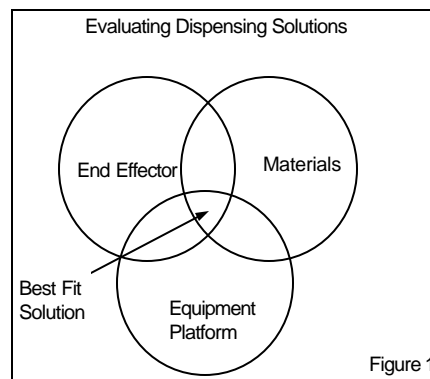 Evaluating Dispensing Solutions
End Effector
Materials
Best Fit
Solution
Equipment
Platform
Figure 1